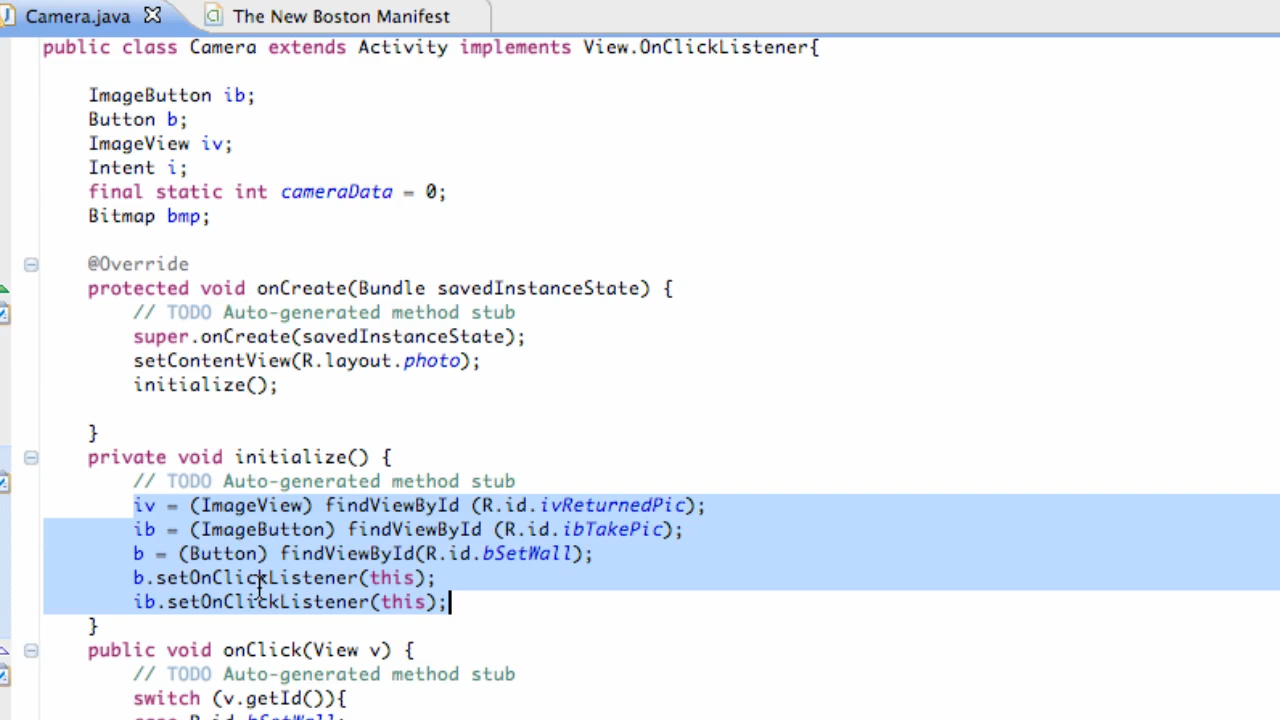 Camera.java
The New Boston Manifest
public class Camera extends Activity implements View.OnClickListener{
ImageButton ib;
Button b;
ImageView iv;
Intent i;
final static int cameraData = 0;
Bitmap bmp;
@Override
protected void onCreate(Bundle savedInstanceState) {
// TODO Auto-generated method stub
super.onCreate(savedInstanceState);
setContentView(R.layout.photo);
initialize();
}
private void initialize() {
// TODO Auto-generated method stub
iv = (ImageView) findViewById (R.id.ivReturnedPic);
ib = (ImageButton) findViewById (R.id.ibTakePic);
b = (Button) findViewById(R.id.bSetWall);
b.setOnClickListener(this);
ib.setOnClickListener(this);
}
public void onClick(View v) {
// TODO Auto-generated method stub
switch (v.getId()){
case R.id.bSetWall: